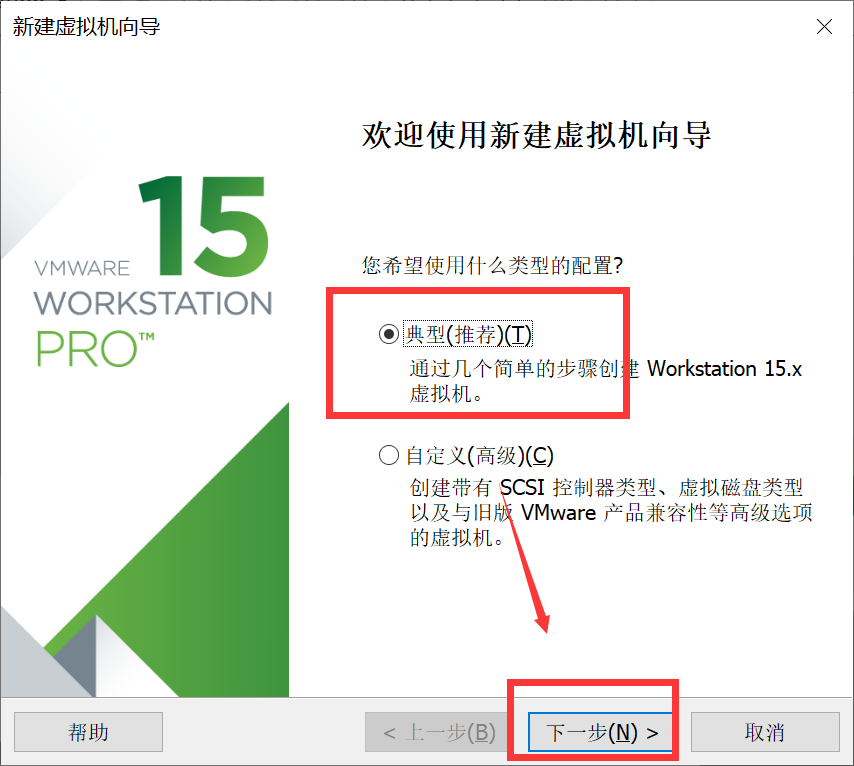 新建虚拟机向导
欢迎使用新建虚拟机向导
15
VMWARE
WORKSTATION
PRO™
您希望使用什么类型的配置?
典型(推荐)(T)
通过几个简单的步骤创建 Workstation 15.x
虚拟机。
自定义(高级)(C)
创建带有 SCSI 控制器类型、虚拟磁盘类型
以及与旧版 VMware 产品兼容性等高级选项
的虚拟机。
帮助
< 上一步(B)
下一步(N) >
取消